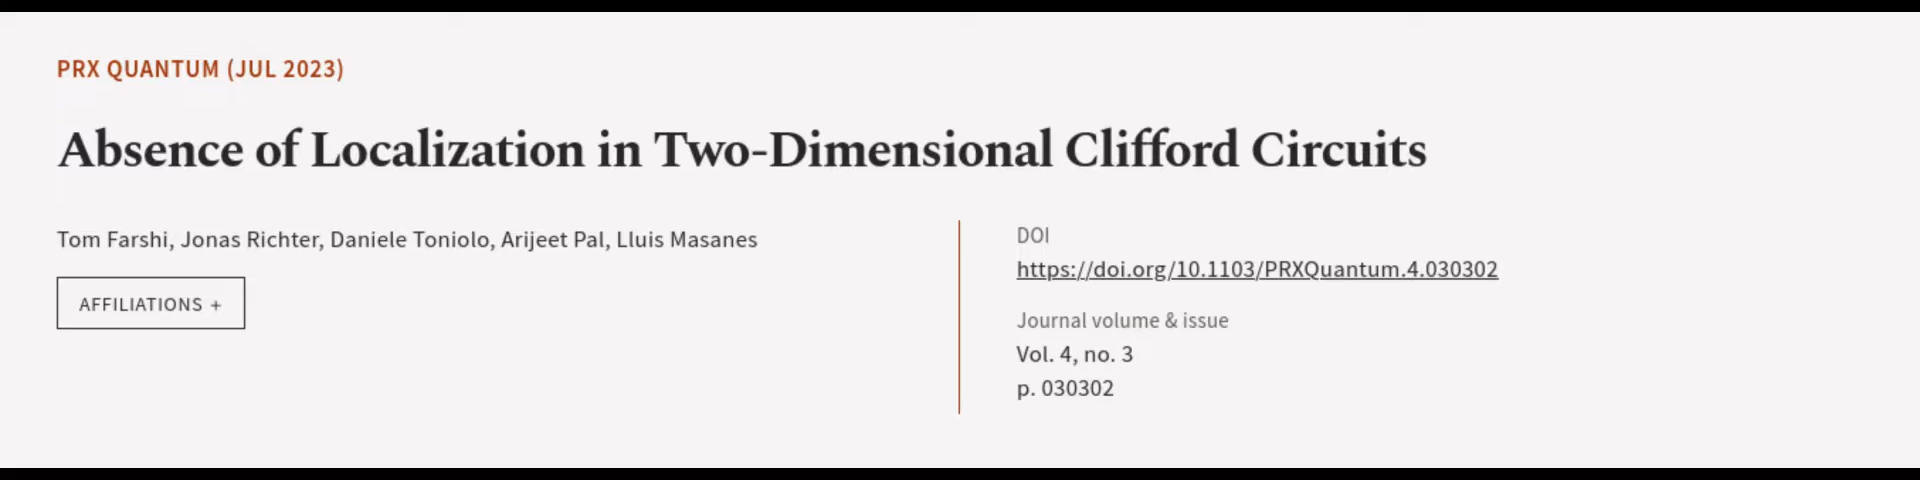 PRX QUANTUM (JUL 2023)
Absence of Localization in Two-Dimensional Clifford Circuits
Tom Farshi, Jonas Richter, Daniele Toniolo, Arijeet Pal, Lluis Masanes
AFFILIATIONS +
DOI
https://doi.org/10.1103/PRXQuantum.4.030302
Journal volume & issue
Vol. 4, no. 3
p. 030302